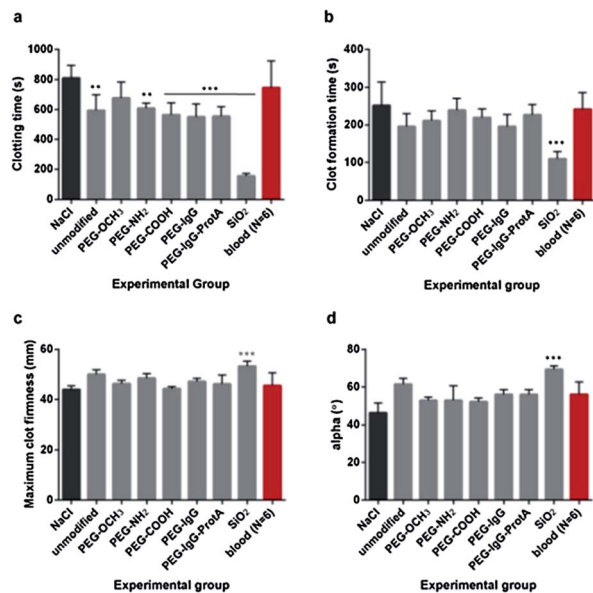 a
Clotting time (s)
1000
800
600
400
200
0
** ** ***
NaCl
unmodified
PEG-OCH3
PEG-NH2
PEG-COOH
PEG-IgG
PEG-IgG-ProtA
SiO2
blood (N=6)
Experimental Group
b
Clot formation time (s)
400
300
200
100
0
***
NaCl
unmodified
PEG-OCH3
PEG-NH2
PEG-COOH
PEG-IgG
PEG-IgG-ProtA
SiO2
blood (N=6)
Experimental group
c
Maximum clot firmness (mm)
60
40
20
0
***
NaCl
unmodified
PEG-OCH3
PEG-NH2
PEG-COOH
PEG-IgG
PEG-IgG-ProtA
SiO2
blood (N=6)
Experimental group
d
alpha (°)
80
60
40
20
0
***
NaCl
unmodified
PEG-OCH3
PEG-NH2
PEG-COOH
PEG-IgG
PEG-IgG-ProtA
SiO2
blood (N=6)
Experimental group